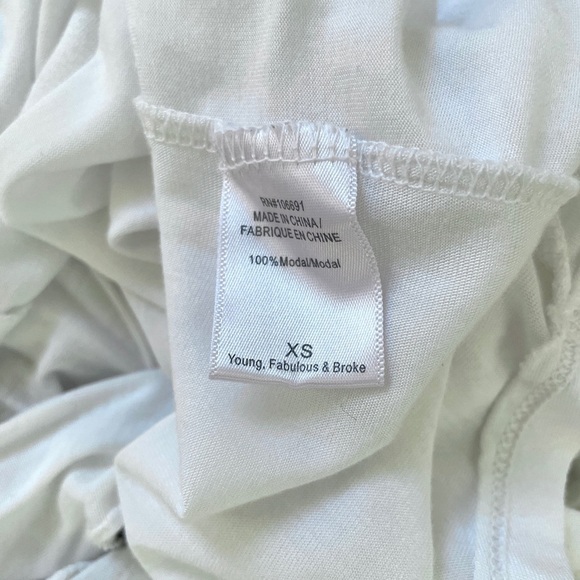 RN#106691
MADE IN CHINA/
FABRIQUE EN CHINE
100%Modal/Modal
XS
Young, Fabulous & Broke